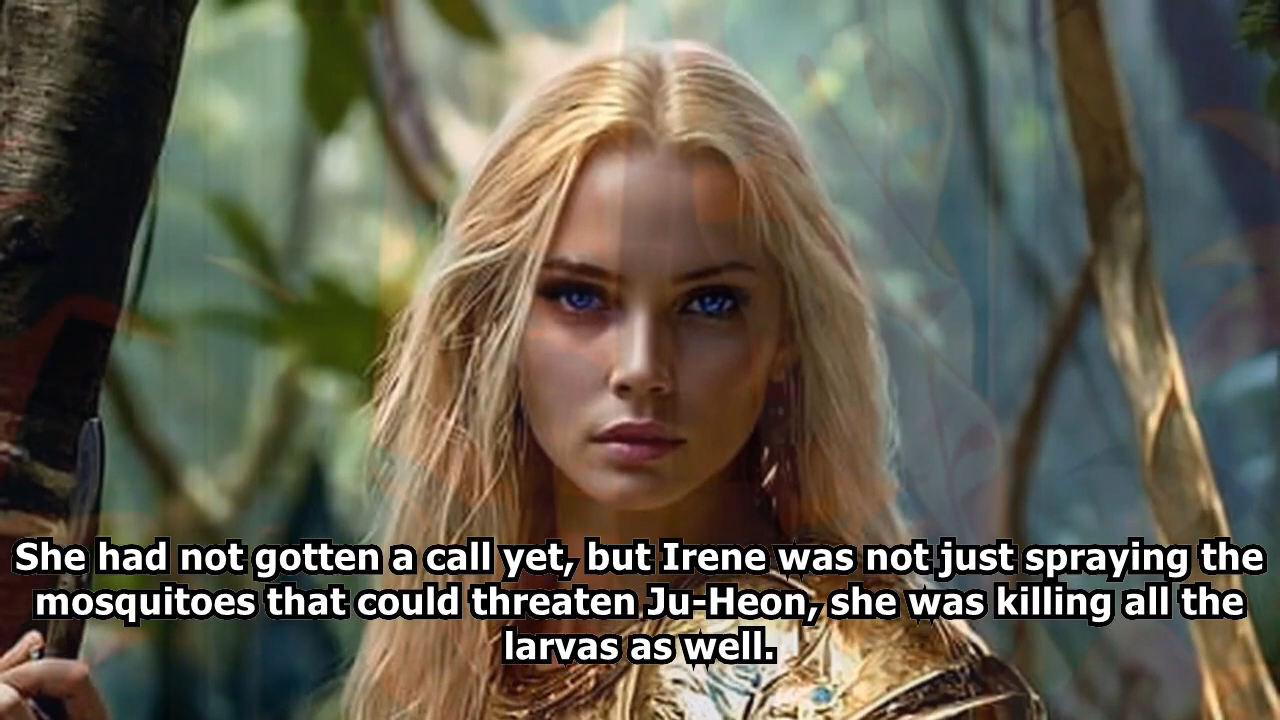 She had not gotten a call yet, but Irene was not just spraying the
mosquitoes that could threaten Ju-Heon, she was killing all the
larvas as well.